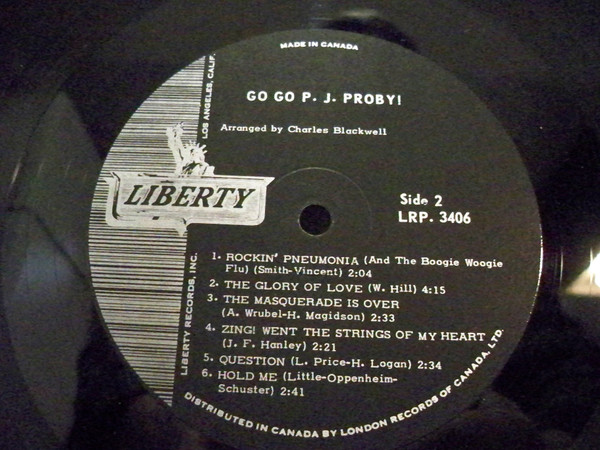 MADE IN CANADA
GO GO P. J. PROBY!
Arranged by Charles Blackwell
LOS ANGELES, CALIF.
LIBERTY
Side 2
LRP. 3406
1. ROCKIN' PNEUMONIA (And The Boogie Woogie
Flu) (Smith-Vincent) 2:04
2. THE GLORY OF LOVE (W. Hill) 4:15
3. THE MASQUERADE IS OVER
(A. Wrubel-H. Magidson) 2:33
4. ZING! WENT THE STRINGS OF MY HEART
(J. F. Hanley) 2:21
5. QUESTION (L. Price-H. Logan) 2:34
6. HOLD ME (Little-Oppenheim-
Schuster) 2:41
LIBERTY RECORDS, INC.
DISTRIBUTED IN CANADA BY LONDON RECORDS OF CANADA, LTD.